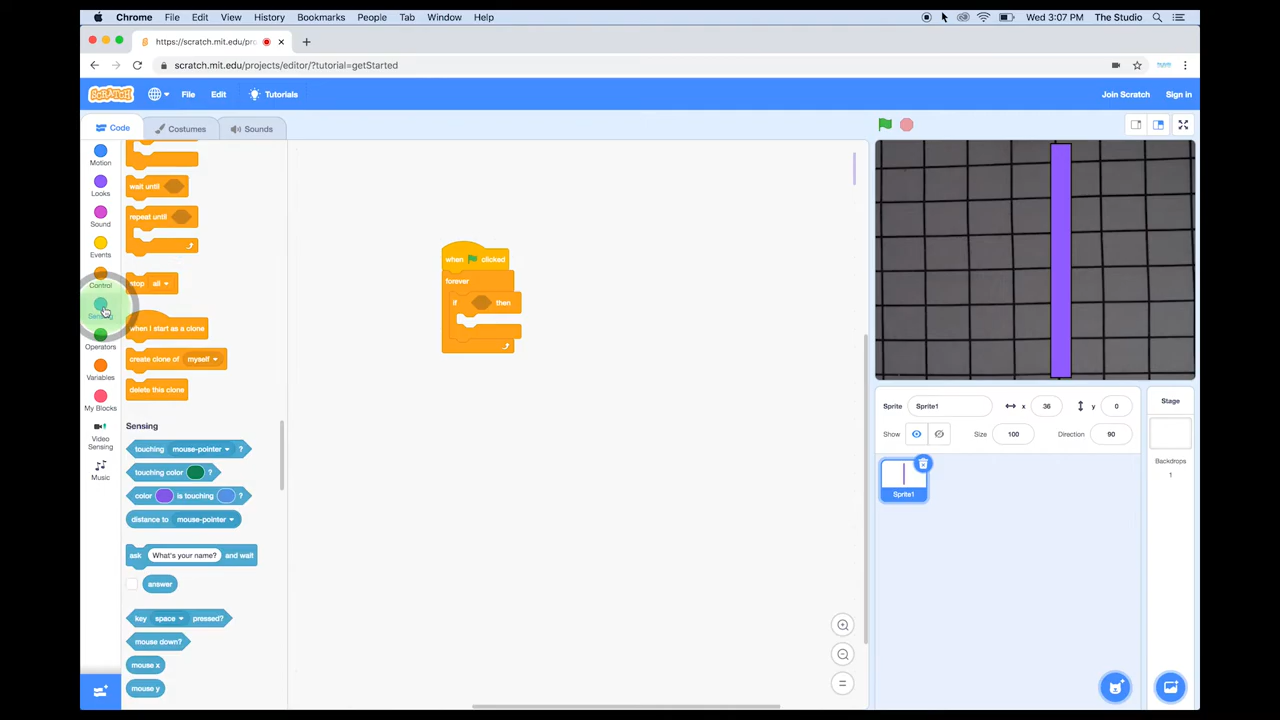 Chrome File Edit View History Bookmarks People Tab Window Help Wed 3:07 PM The Studio
https://scratch.mit.edu/pro
scratch.mit.edu/projects/editor/?tutorial=getStarted
SCRATCH File Edit Tutorials Join Scratch Sign in
Code Costumes Sounds
Motion
Looks
Sound
Events
Control
Sensing
Operators
Variables
My Blocks
Video
Sensing
Music
wait until
repeat until
stop all
when I start as a clone
create clone of myself
delete this clone
Sensing
touching mouse-pointer ?
touching color ?
color is touching ?
distance to mouse-pointer
ask What's your name? and wait
answer
key space pressed?
mouse down?
mouse x
mouse y
when clicked
forever
if then
Sprite Sprite1 x 36 y 0
Show Size 100 Direction 90
Sprite1
Stage
Backdrops
1